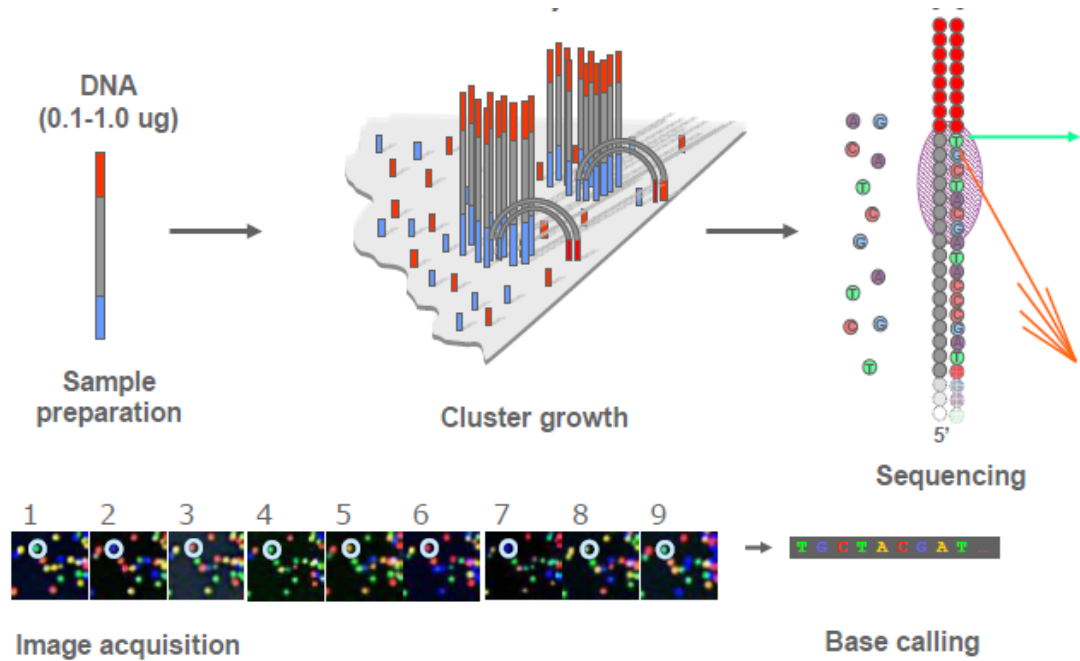 DNA
(0.1-1.0 ug)
Sample
preparation
Cluster growth
A G
C A
T
C
G
A
T
C G
T
T
G
C
T
A
C
G
A
T
A
C
C
C
G
A
T
5'
Sequencing
1 2 3 4 5 6 7 8 9
T G C T A C G A T ...
Image acquisition
Base calling